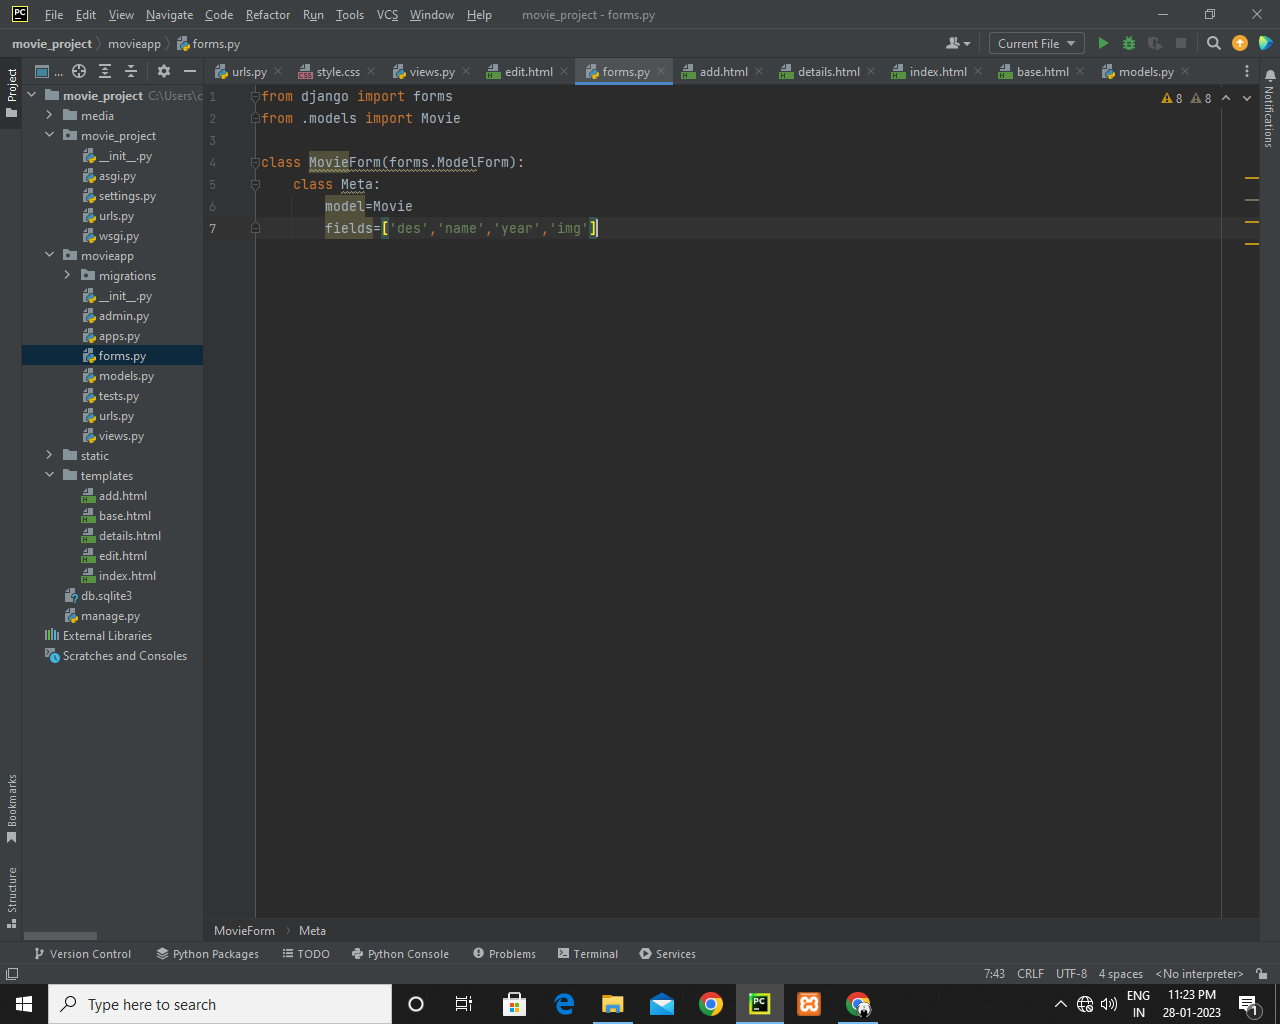 PC File Edit View Navigate Code Refactor Run Tools VCS Window Help movie_project - forms.py
movie_project movieapp forms.py Current File
Project ... urls.py style.css views.py edit.html forms.py add.html details.html index.html base.html models.py
Notifications
movie_project C:\Users\c
media
movie_project
__init__.py
asgi.py
settings.py
urls.py
wsgi.py
movieapp
migrations
__init__.py
admin.py
apps.py
forms.py
models.py
tests.py
urls.py
views.py
static
templates
add.html
base.html
details.html
edit.html
index.html
db.sqlite3
manage.py
External Libraries
Scratches and Consoles
1 from django import forms
2 from .models import Movie
3
4 class MovieForm(forms.ModelForm):
5 class Meta:
6 model=Movie
7 fields=['des','name','year','img']
8 8
Bookmarks
Structure
MovieForm Meta
Version Control Python Packages TODO Python Console Problems Terminal Services
7:43 CRLF UTF-8 4 spaces <No interpreter>
Type here to search
PC
ENG
IN
11:23 PM
28-01-2023
1